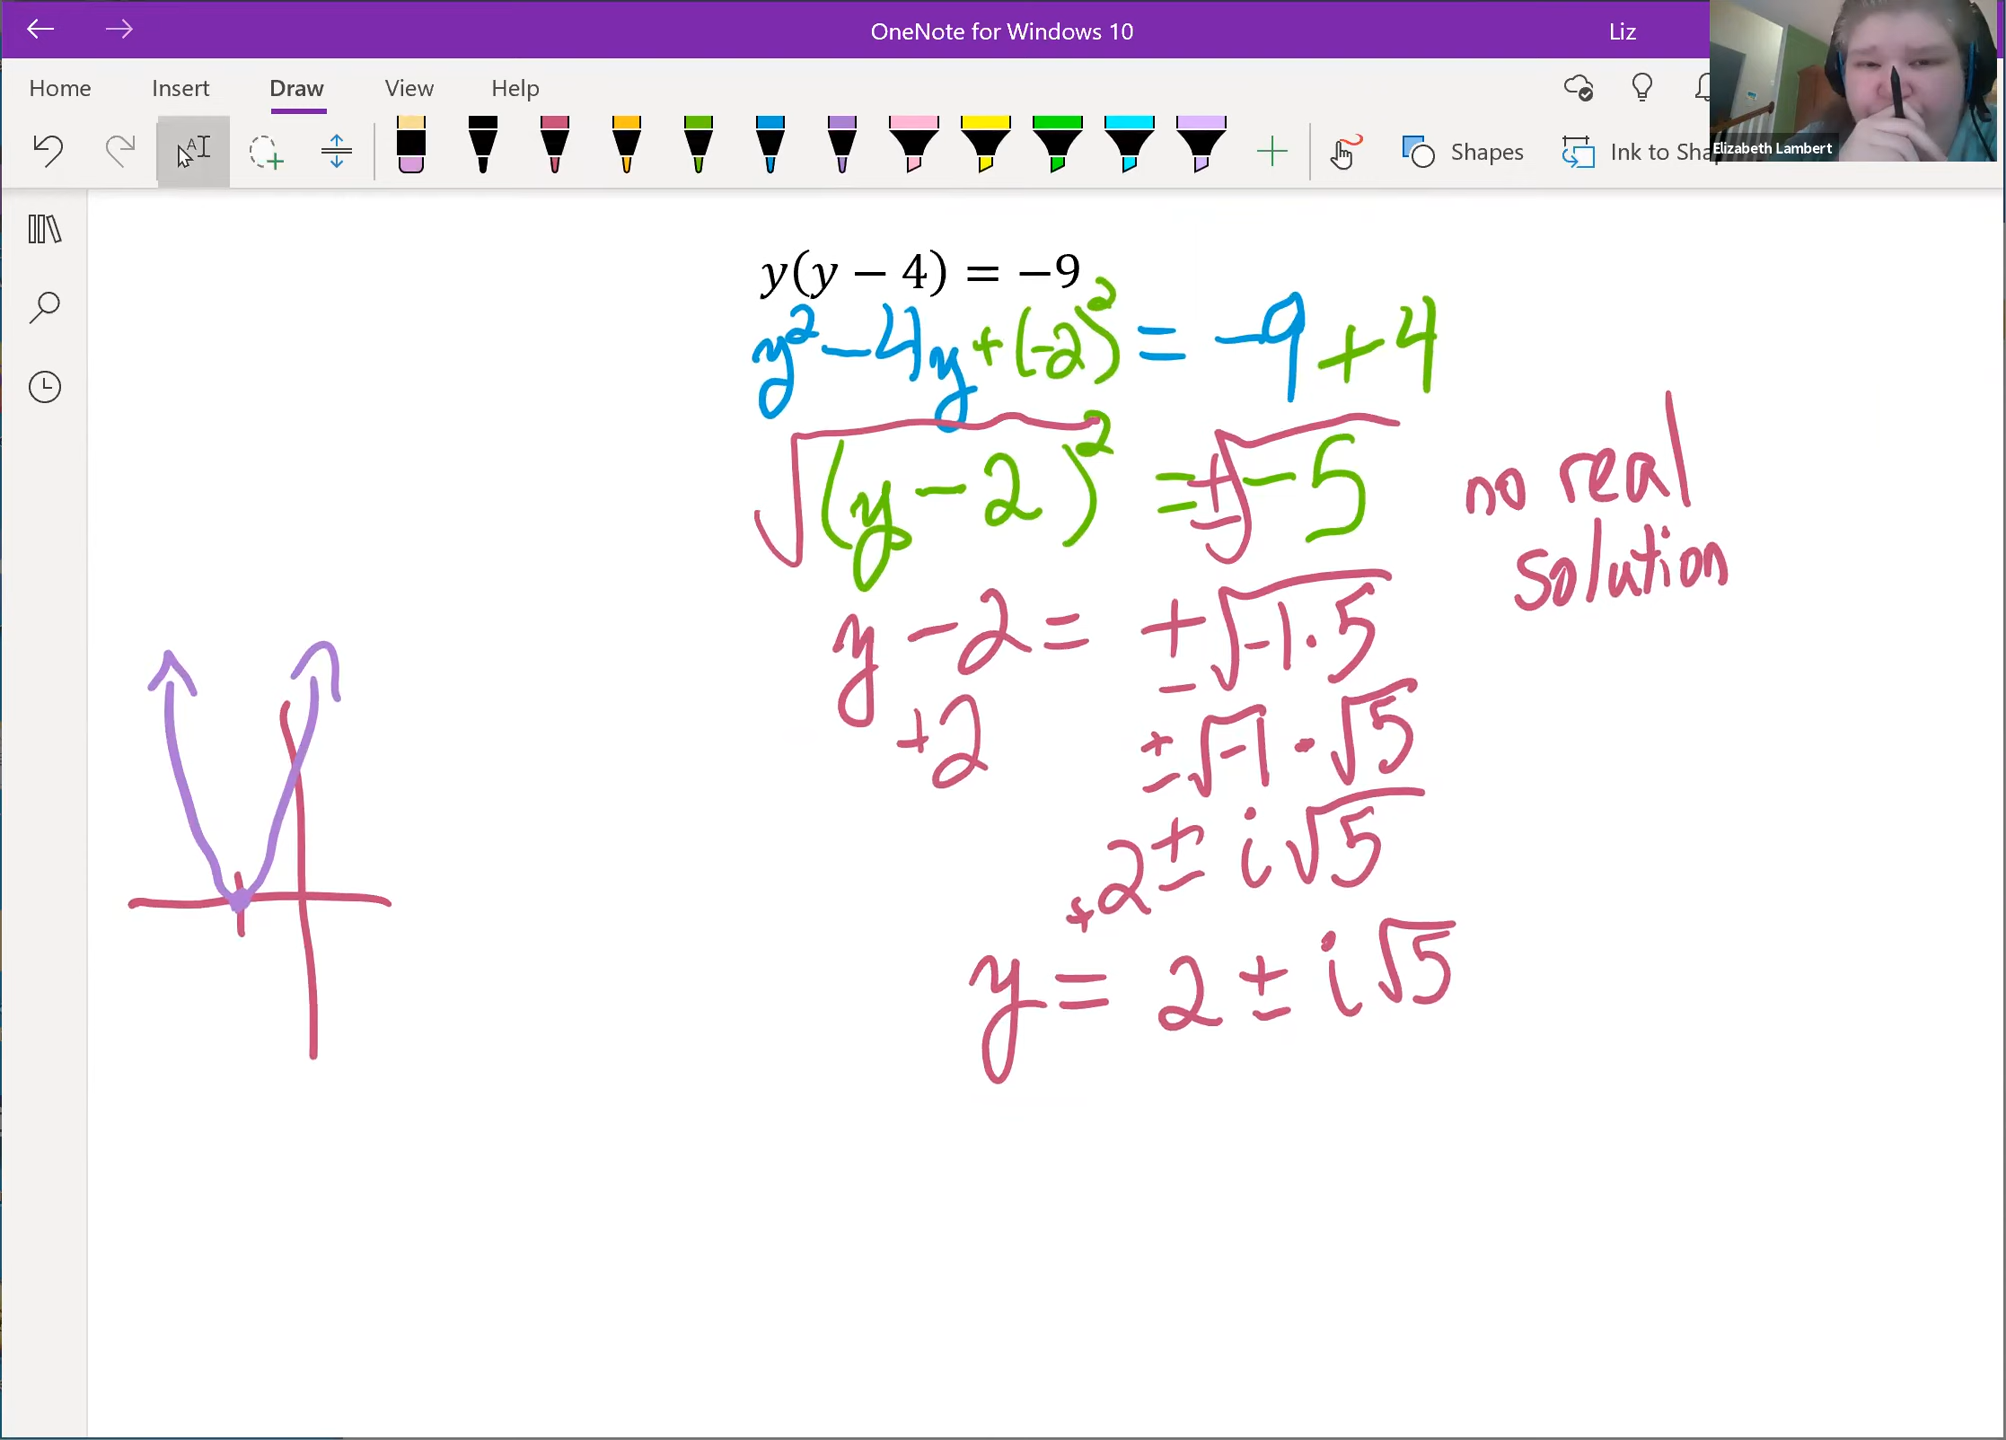 OneNote for Windows 10
Liz
Home Insert Draw View Help
Shapes
Ink to Sha
Elizabeth Lambert
y(y − 4) = −9
y² − 4y + (-2)² = −9 + 4
√(y − 2)² = ±√−5
no real
solution
y − 2 = ±√−1·5
+2
±√−1 · √5
+2 ± i√5
y = 2 ± i√5